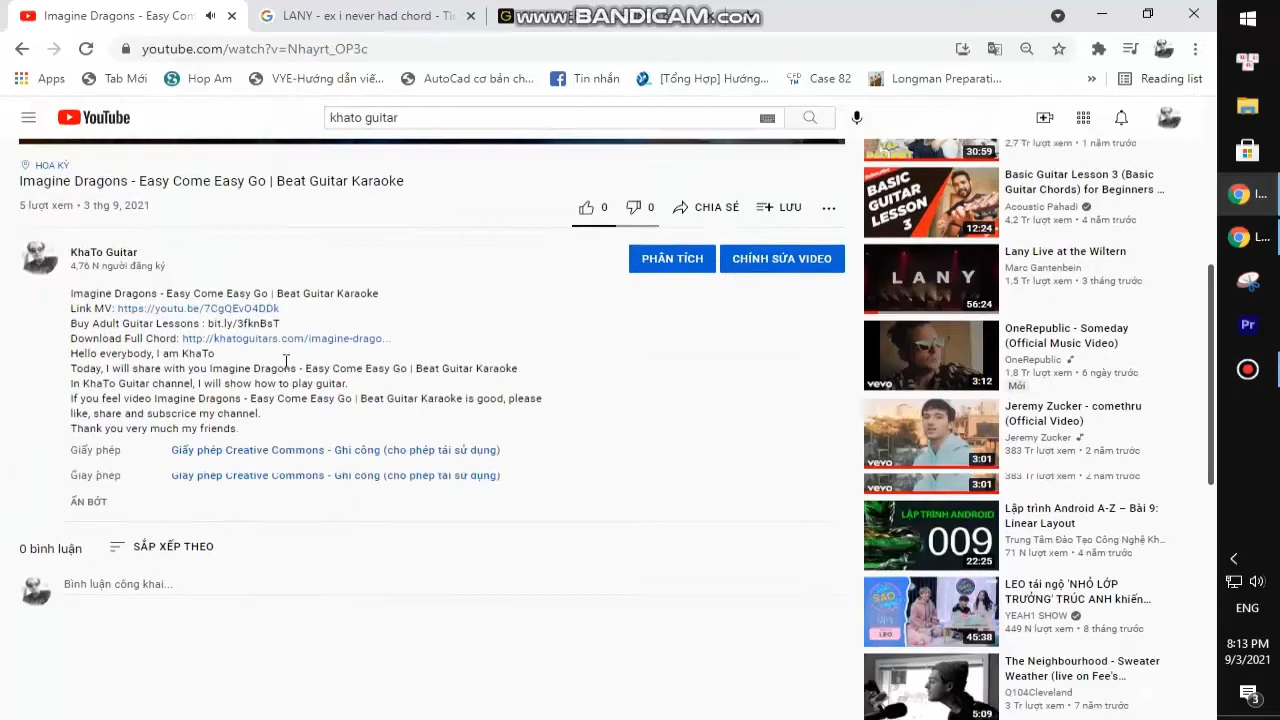 Imagine Dragons - Easy Com
LANY - ex i never had chord - Ti
www.BANDICAM.com
youtube.com/watch?v=Nhayrt_OP3c
Apps
Tab Mới
Hop Am
VYE-Hướng dẫn viế...
AutoCad cơ bản ch...
Tin nhắn
[Tổng Hợp] Hướng...
Case 82
Longman Preparati...
»
Reading list
YouTube
khato guitar
HOA KỲ
Imagine Dragons - Easy Come Easy Go | Beat Guitar Karaoke
5 lượt xem • 3 thg 9, 2021
0
0
CHIA SẺ
LƯU
KhaTo Guitar
4,76 N người đăng ký
PHÂN TÍCH
CHỈNH SỬA VIDEO
Imagine Dragons - Easy Come Easy Go | Beat Guitar Karaoke
Link MV: https://youtu.be/7CgQEvO4DDk
Buy Adult Guitar Lessons : bit.ly/3fknBsT
Download Full Chord: http://khatoguitars.com/imagine-drago...
Hello everybody, I am KhaTo
Today, I will share with you Imagine Dragons - Easy Come Easy Go | Beat Guitar Karaoke
In KhaTo Guitar channel, I will show how to play guitar.
If you feel video Imagine Dragons - Easy Come Easy Go | Beat Guitar Karaoke is good, please
like, share and subscrice my channel.
Thank you very much my friends.
Giấy phép
Giấy phép Creative Commons - Ghi công (cho phép tái sử dụng)
Giấy phép
Giấy phép Creative Commons - Ghi công (cho phép tái sử dụng)
ẨN BỚT
0 bình luận
SẮP XẾP THEO
Bình luận công khai...
30:59
2,7 Tr lượt xem • 1 năm trước
BASIC
GUITAR
LESSON
3
12:24
Basic Guitar Lesson 3 (Basic
Guitar Chords) for Beginners ...
Acoustic Pahadi
4,2 Tr lượt xem • 4 năm trước
LANY
56:24
Lany Live at the Wiltern
Marc Gantenbein
1,5 Tr lượt xem • 3 tháng trước
vevo
3:12
OneRepublic - Someday
(Official Music Video)
OneRepublic
1,8 Tr lượt xem • 6 ngày trước
Mới
vevo
3:01
Jeremy Zucker - comethru
(Official Video)
Jeremy Zucker
383 Tr lượt xem • 2 năm trước
vevo
3:01
383 Tr lượt xem • 2 năm trước
LẬP TRÌNH ANDROID
009
22:25
Lập trình Android A-Z – Bài 9:
Linear Layout
Trung Tâm Đào Tạo Công Nghệ Kh...
71 N lượt xem • 4 năm trước
SAO
LEO
45:38
LEO tái ngộ 'NHỎ LỚP
TRƯỞNG' TRÚC ANH khiến...
YEAH1 SHOW
449 N lượt xem • 8 tháng trước
5:09
The Neighbourhood - Sweater
Weather (live on Fee's...
Q104Cleveland
3 Tr lượt xem • 7 năm trước
I...
L...
Pr
ENG
8:13 PM
9/3/2021
3